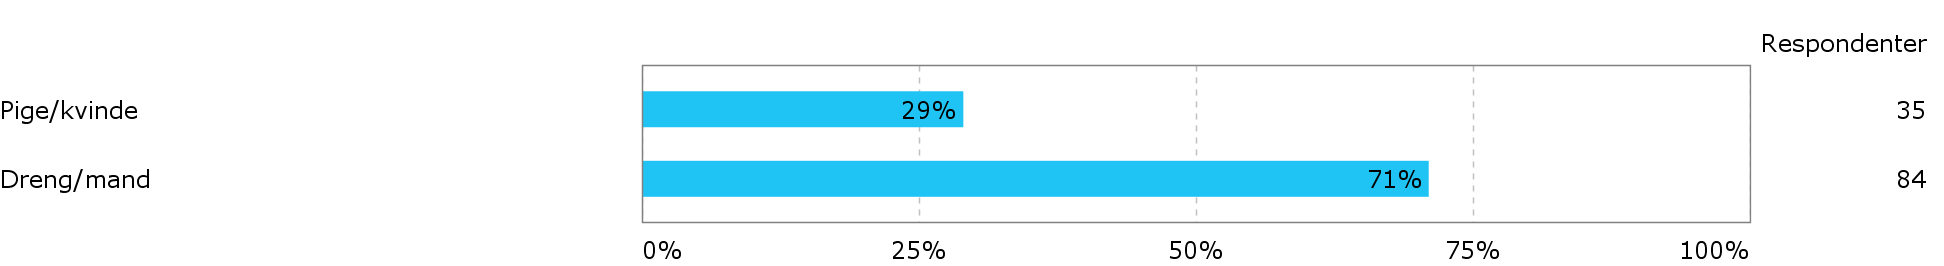 Respondenter
Pige/kvinde 29% 35
Dreng/mand 71% 84
0% 25% 50% 75% 100%